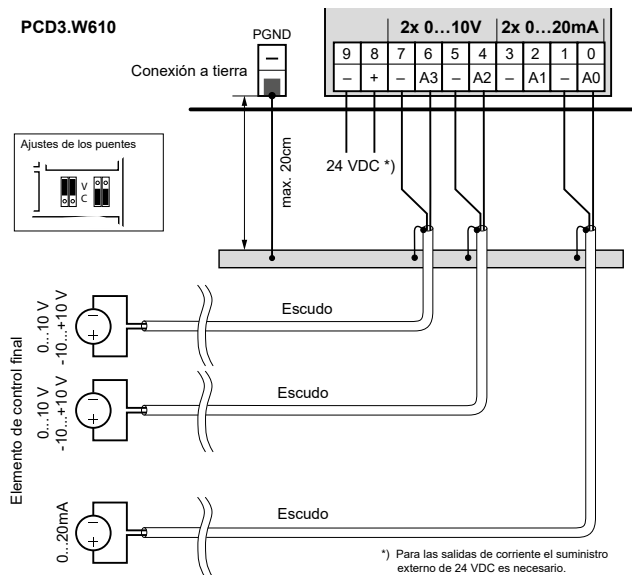 PCD3.W610
PGND
–
Conexión a tierra
2x 0…10V 2x 0…20mA
9 8 7 6 5 4 3 2 1 0
– + – A3 – A2 – A1 – A0
Ajustes de los puentes
V
C
24 VDC *)
max. 20cm
Escudo
0...10 V
-10...+10 V
– +
Escudo
0...10 V
-10...+10 V
– +
Elemento de control final
Escudo
0...20mA
– +
*) Para las salidas de corriente el suministro
externo de 24 VDC es necesario.